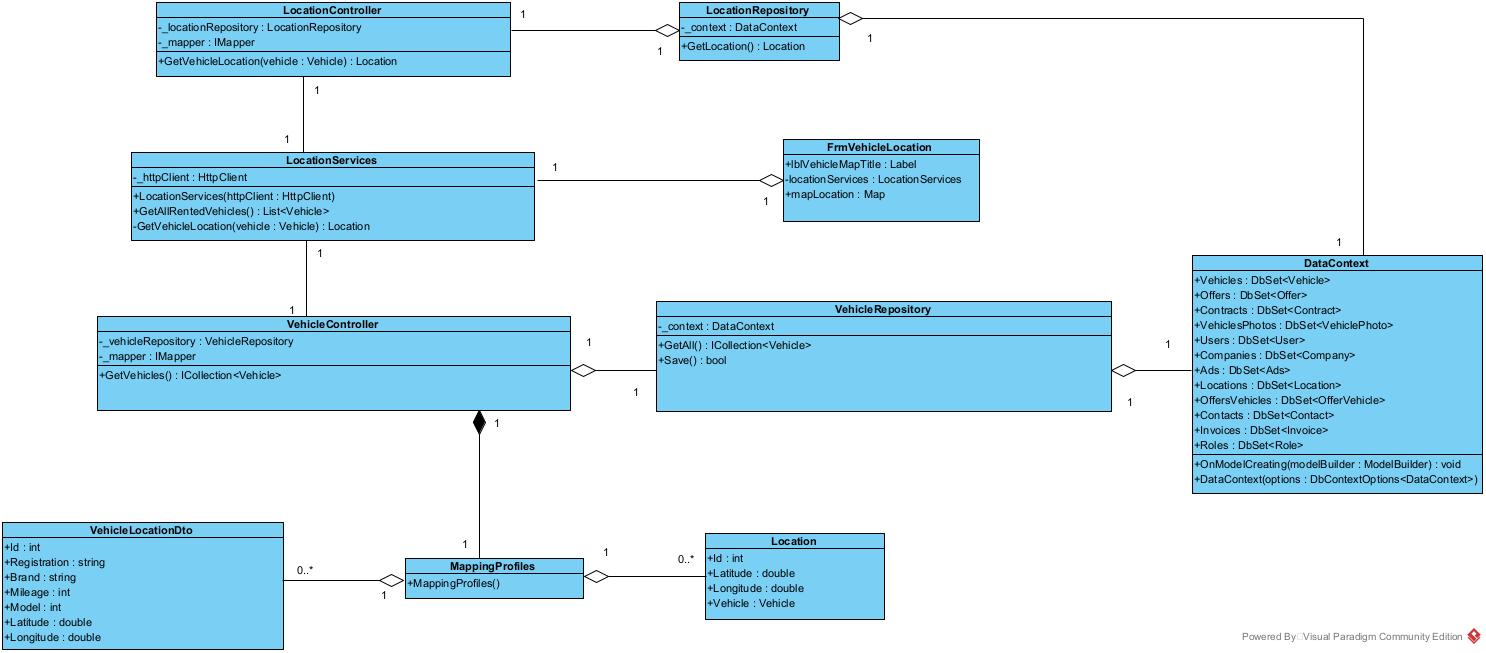 LocationController
-_locationRepository : LocationRepository
-_mapper : IMapper
+GetVehicleLocation(vehicle : Vehicle) : Location
1
1
LocationRepository
-_context : DataContext
+GetLocation() : Location
1
1
1
LocationServices
-_httpClient : HttpClient
+LocationServices(httpClient : HttpClient)
+GetAllRentedVehicles() : List<Vehicle>
-GetVehicleLocation(vehicle : Vehicle) : Location
1
1
FrmVehicleLocation
+lblVehicleMapTitle : Label
-locationServices : LocationServices
+mapLocation : Map
1
1
1
VehicleController
-_vehicleRepository : VehicleRepository
-_mapper : IMapper
+GetVehicles() : ICollection<Vehicle>
1
1
VehicleRepository
-_context : DataContext
+GetAll() : ICollection<Vehicle>
+Save() : bool
1
1
1
DataContext
+Vehicles : DbSet<Vehicle>
+Offers : DbSet<Offer>
+Contracts : DbSet<Contract>
+VehiclesPhotos : DbSet<VehiclePhoto>
+Users : DbSet<User>
+Companies : DbSet<Company>
+Ads : DbSet<Ads>
+Locations : DbSet<Location>
+OffersVehicles : DbSet<OfferVehicle>
+Contacts : DbSet<Contact>
+Invoices : DbSet<Invoice>
+Roles : DbSet<Role>
+OnModelCreating(modelBuilder : ModelBuilder) : void
+DataContext(options : DbContextOptions<DataContext>)
1
1
VehicleLocationDto
+Id : int
+Registration : string
+Brand : string
+Mileage : int
+Model : int
+Latitude : double
+Longitude : double
0..*
1
MappingProfiles
+MappingProfiles()
1
0..*
Location
+Id : int
+Latitude : double
+Longitude : double
+Vehicle : Vehicle
Powered By Visual Paradigm Community Edition